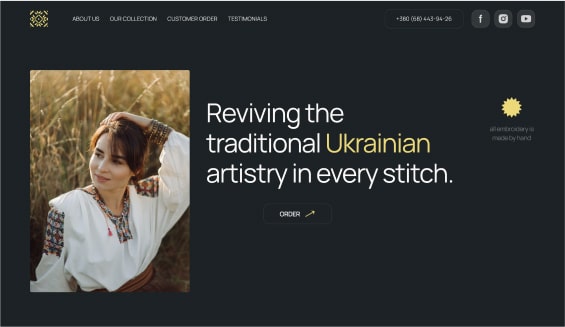 ABOUT US
OUR COLLECTION
CUSTOMER ORDER
TESTIMONIALS
+380 (68) 443-94-26
f
Reviving the
traditional Ukrainian
artistry in every stitch.
all embroidery is
made by hand
ORDER